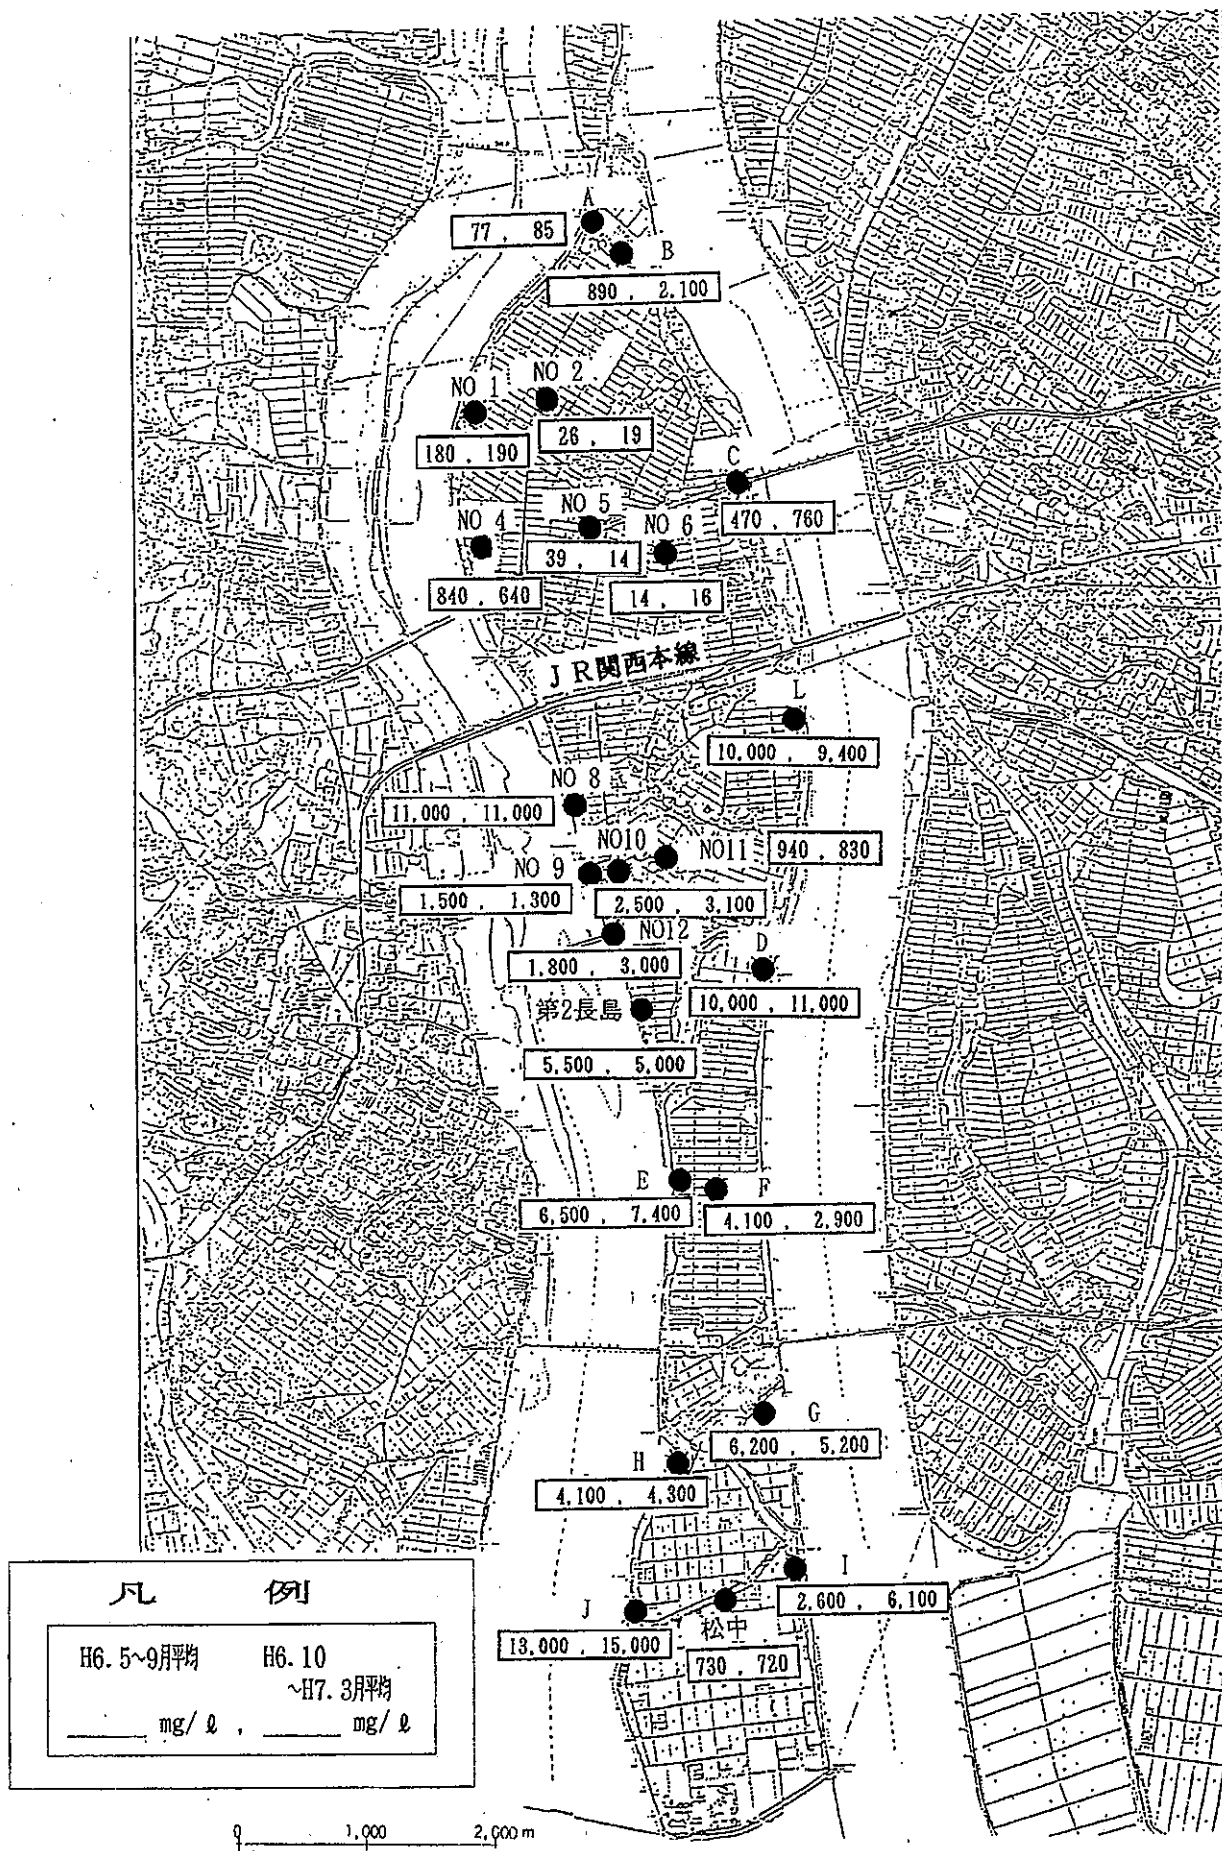 A
77 , 85
B
890 , 2,100
NO 1
NO 2
180 , 190
26 , 19
C
470 , 760
NO 4
NO 5
NO 6
39 , 14
840 , 640
14 , 16
JR関西本線
L
10,000 , 9,400
NO 8
11,000 , 11,000
NO10
NO11
940 , 830
NO 9
1,500 , 1,300
2,500 , 3,100
NO12
1,800 , 3,000
D
10,000 , 11,000
第2長島
5,500 , 5,000
E
F
6,500 , 7,400
4,100 , 2,900
G
6,200 , 5,200
H
4,100 , 4,300
I
2,600 , 6,100
J
13,000 , 15,000
松中
730 , 720
凡 例
H6.5~9月平均 H6.10
~H7.3月平均
mg/ℓ , mg/ℓ
0 1,000 2,000m